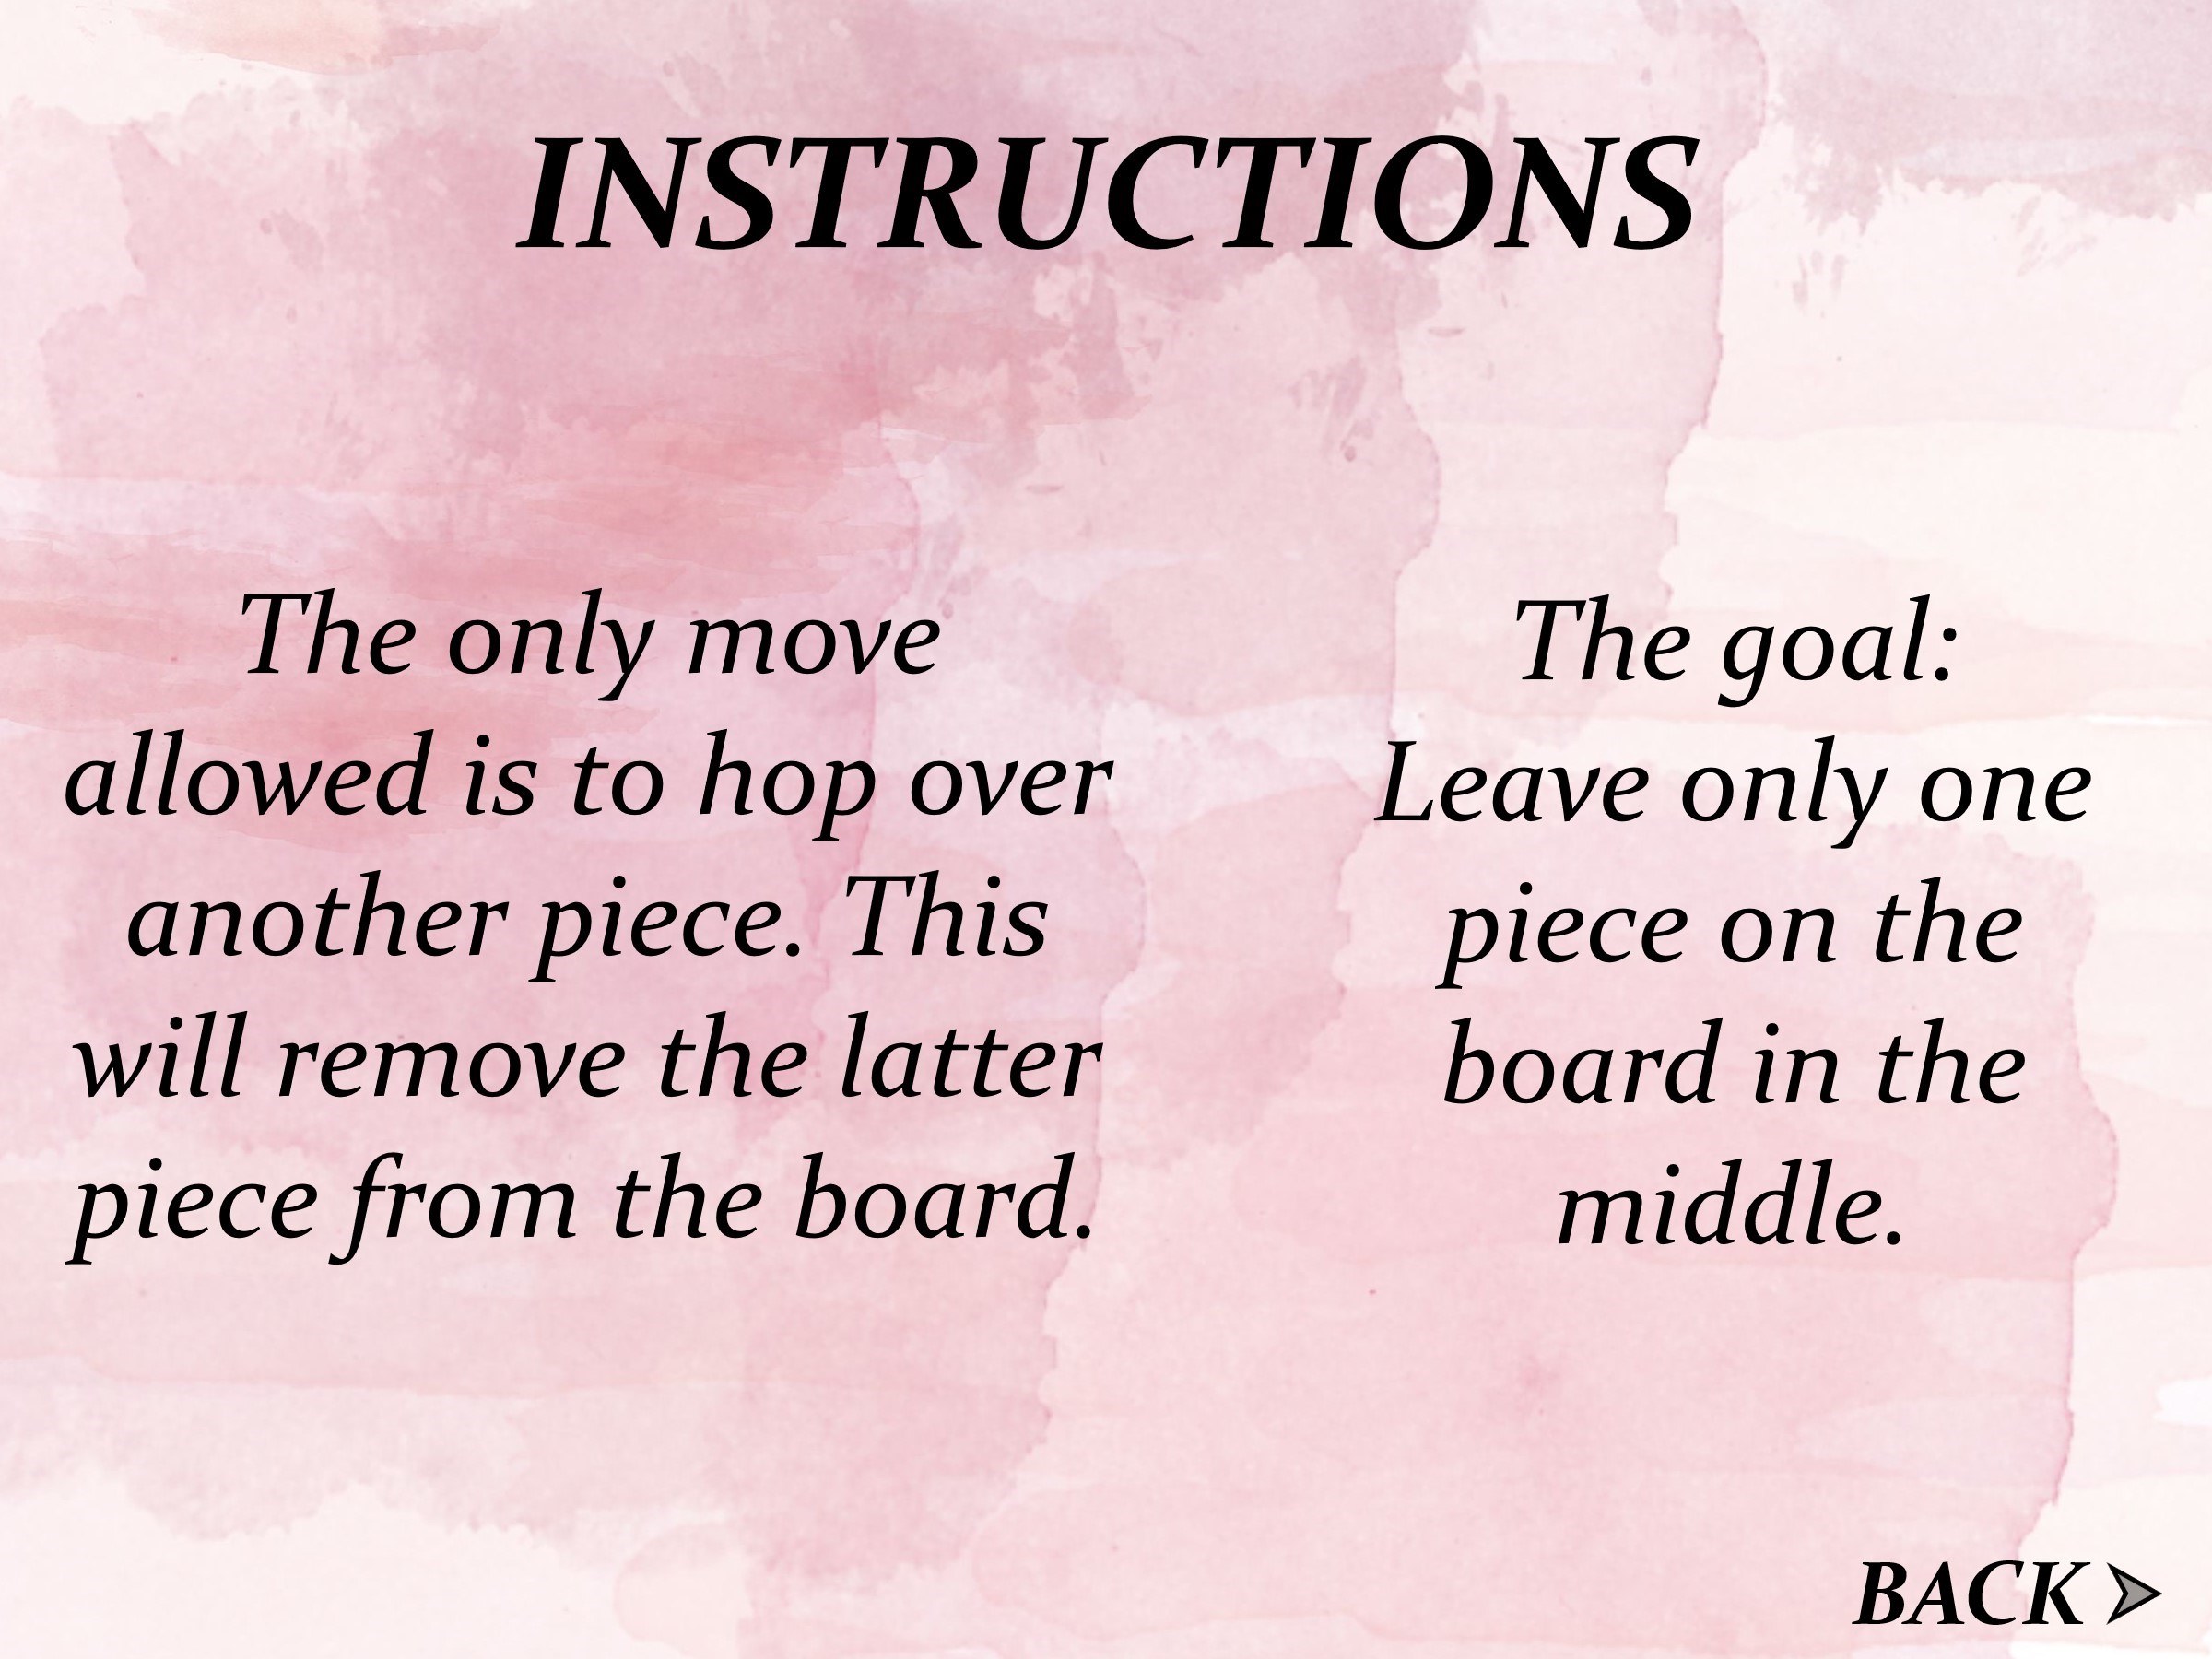 INSTRUCTIONS
The only move
allowed is to hop over
another piece. This
will remove the latter
piece from the board.
The goal:
Leave only one
piece on the
board in the
middle.
BACK